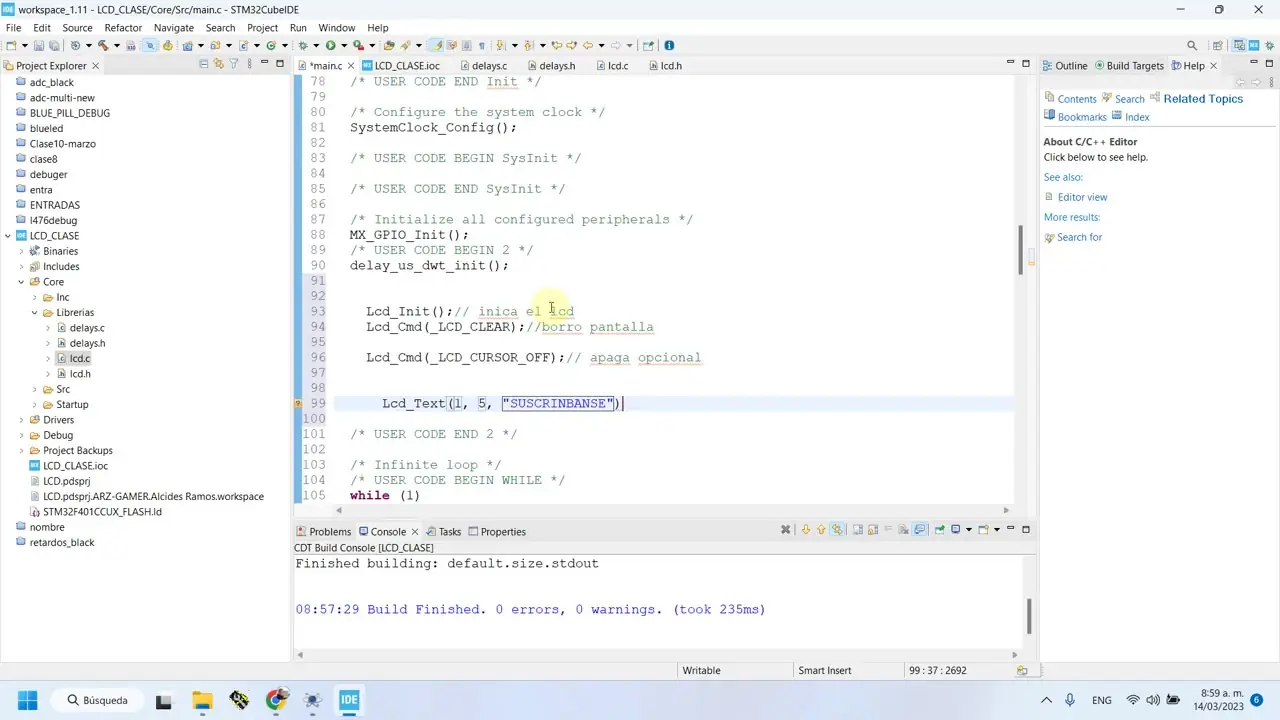 workspace_1.11 - LCD_CLASE/Core/Src/main.c - STM32CubeIDE
File Edit Source Refactor Navigate Search Project Run Window Help
Project Explorer
*main.c LCD_CLASE.ioc delays.c delays.h lcd.c lcd.h
Outline Build Targets Help
adc_black
adc-multi-new
BLUE_PILL_DEBUG
blueled
Clase10-marzo
clase8
debuger
entra
ENTRADAS
l476debug
LCD_CLASE
Binaries
Includes
Core
Inc
Librerias
delays.c
delays.h
lcd.c
lcd.h
Src
Startup
Drivers
Debug
Project Backups
LCD_CLASE.ioc
LCD.pdsprj
LCD.pdsprj.ARZ-GAMER.Alcides Ramos.workspace
STM32F401CCUX_FLASH.ld
nombre
retardos_black
78 /* USER CODE END Init */
79
80 /* Configure the system clock */
81 SystemClock_Config();
82
83 /* USER CODE BEGIN SysInit */
84
85 /* USER CODE END SysInit */
86
87 /* Initialize all configured peripherals */
88 MX_GPIO_Init();
89 /* USER CODE BEGIN 2 */
90 delay_us_dwt_init();
91
92
93 Lcd_Init();// inica el lcd
94 Lcd_Cmd(_LCD_CLEAR);//borro pantalla
96 Lcd_Cmd(_LCD_CURSOR_OFF);// apaga opcional
97
98
99 Lcd_Text(1, 5, "SUSCRINBANSE")
100
101 /* USER CODE END 2 */
102
103 /* Infinite loop */
104 /* USER CODE BEGIN WHILE */
105 while (1)
Contents Search Related Topics
Bookmarks Index
About C/C++ Editor
Click below to see help.
See also:
Editor view
More results:
Search for
Problems Console Tasks Properties
CDT Build Console [LCD_CLASE]
Finished building: default.size.stdout
08:57:29 Build Finished. 0 errors, 0 warnings. (took 235ms)
Writable Smart Insert 99 : 37 : 2692
Búsqueda
IDE
ENG
8:59 a. m.
14/03/2023
6